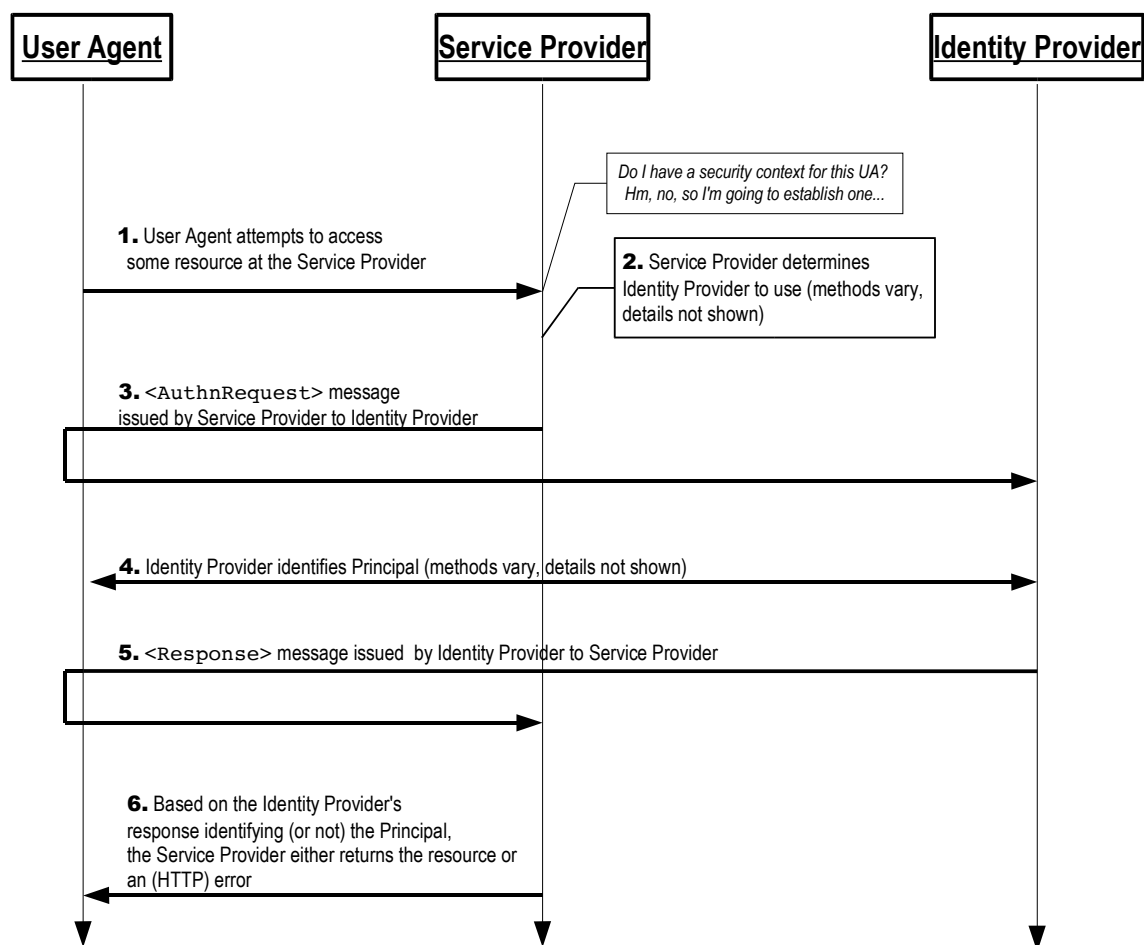 User Agent
Service Provider
Identity Provider
Do I have a security context for this UA?
Hm, no, so I'm going to establish one...
1. User Agent attempts to access
some resource at the Service Provider
2. Service Provider determines
Identity Provider to use (methods vary,
details not shown)
3. <AuthnRequest> message
issued by Service Provider to Identity Provider
4. Identity Provider identifies Principal (methods vary, details not shown)
5. <Response> message issued  by Identity Provider to Service Provider
6. Based on the Identity Provider's
response identifying (or not) the Principal,
the Service Provider either returns the resource or
an (HTTP) error